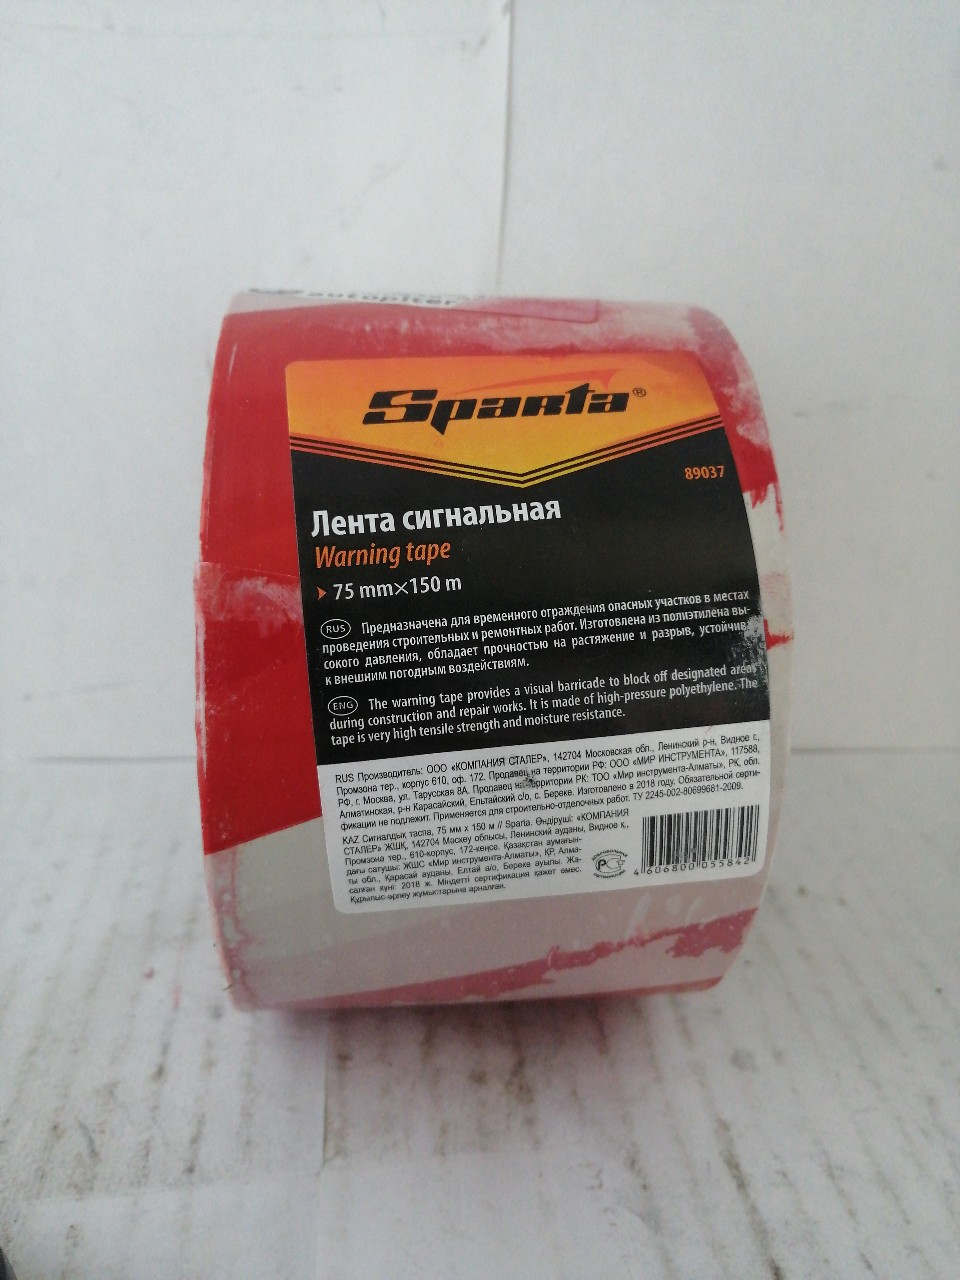 autopiter
Sparta®
89037
Лента сигнальная
Warning tape
75 mm×150 m
RUS Предназначена для временного ограждения опасных участков в местах
проведения строительных и ремонтных работ. Изготовлена из полиэтилена вы-
сокого давления, обладает прочностью на растяжение и разрыв, устойчива
к внешним погодным воздействиям.
ENG The warning tape provides a visual barricade to block off designated areas
during construction and repair works. It is made of high-pressure polyethylene. The
tape is very high tensile strength and moisture resistance.
RUS Производитель: ООО «КОМПАНИЯ СТАЛЕР», 142704 Московская обл., Ленинский р-н, Видное г.,
Промзона тер., корпус 610, оф. 172. Продавец на территории РФ: ООО «МИР ИНСТРУМЕНТА», 117588,
РФ, г. Москва, ул. Тарусская 8А. Продавец на территории РК: ТОО «Мир инструмента-Алматы», РК, обл.
Алматинская, р-н Карасайский, Ельтайский с/о, с. Береке. Изготовлено в 2018 году. Обязательной серти-
фикации не подлежит. Применяется для строительно-отделочных работ. ТУ 2245-002-80699681-2009.
KAZ Сигналдық таспа, 75 мм x 150 м // Sparta. Өндіруші: «КОМПАНИЯ
СТАЛЕР» ЖШҚ, 142704 Мәскеу облысы, Ленинский ауданы, Видное к.,
Промзона тер., 610-корпус, 172-кеңсе. Қазақстан аумағын-
дағы сатушы: ЖШС «Мир инструмента-Алматы», ҚР, Алма-
ты обл., Қарасай ауданы, Елтай а/о, Береке ауылы. Жа-
салған күні: 2018 ж. Міндетті сертификация қажет емес.
Құрылыс-әрлеу жұмыстарына арналған.
4 606800 055842